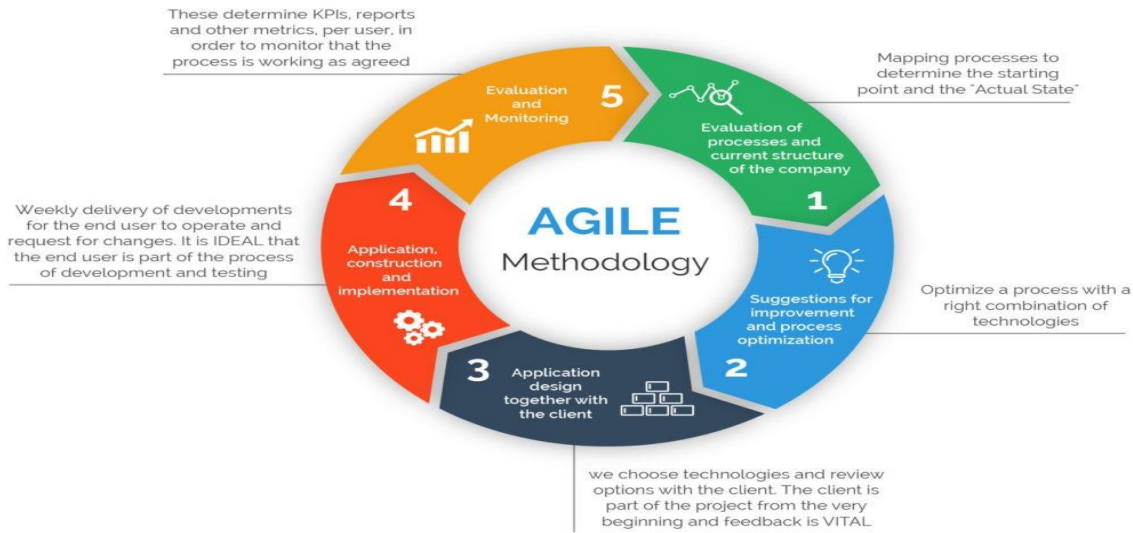 These determine KPIs, reports
and other metrics, per user, in
order to monitor that the
process is working as agreed
Evaluation
and
Monitoring
5
Mapping processes to
determine the starting
point and the "Actual State"
Evaluation of
processes and
current structure
of the company
1
AGILE
Methodology
Weekly delivery of developments
for the end user to operate and
request for changes. It is IDEAL that
the end user is part of the process
of development and testing
4
Application,
construction
and
implementation
Suggestions for
improvement
and process
optimization
2
Optimize a process with a
right combination of
technologies
3
Application
design
together with
the client
we choose technologies and review
options with the client. The client is
part of the project from the very
beginning and feedback is VITAL